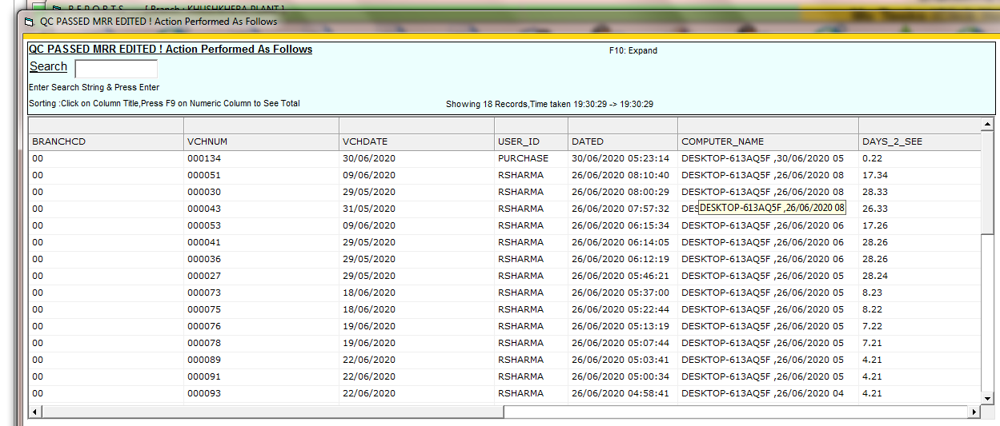 R E P O R T S [ Branch : KHUSHKHERA PLANT ]
QC PASSED MRR EDITED ! Action Performed As Follows
QC PASSED MRR EDITED ! Action Performed As Follows F10: Expand
Search
Enter Search String & Press Enter
Sorting :Click on Column Title,Press F9 on Numeric Column to See Total Showing 18 Records,Time taken 19:30:29 -> 19:30:29
BRANCHCD VCHNUM VCHDATE USER_ID DATED COMPUTER_NAME DAYS_2_SEE
00 000134 30/06/2020 PURCHASE 30/06/2020 05:23:14 DESKTOP-613AQ5F ,30/06/2020 05 0.22
00 000051 09/06/2020 RSHARMA 26/06/2020 08:10:40 DESKTOP-613AQ5F ,26/06/2020 08 17.34
00 000030 29/05/2020 RSHARMA 26/06/2020 08:00:29 DESKTOP-613AQ5F ,26/06/2020 08 28.33
00 000043 31/05/2020 RSHARMA 26/06/2020 07:57:32 DESKTOP-613AQ5F ,26/06/2020 08 26.33
00 000053 09/06/2020 RSHARMA 26/06/2020 06:15:34 DESKTOP-613AQ5F ,26/06/2020 06 17.26
00 000041 29/05/2020 RSHARMA 26/06/2020 06:14:05 DESKTOP-613AQ5F ,26/06/2020 06 28.26
00 000036 29/05/2020 RSHARMA 26/06/2020 06:12:19 DESKTOP-613AQ5F ,26/06/2020 06 28.26
00 000027 29/05/2020 RSHARMA 26/06/2020 05:46:21 DESKTOP-613AQ5F ,26/06/2020 05 28.24
00 000073 18/06/2020 RSHARMA 26/06/2020 05:37:00 DESKTOP-613AQ5F ,26/06/2020 05 8.23
00 000075 18/06/2020 RSHARMA 26/06/2020 05:22:44 DESKTOP-613AQ5F ,26/06/2020 05 8.22
00 000076 19/06/2020 RSHARMA 26/06/2020 05:13:19 DESKTOP-613AQ5F ,26/06/2020 05 7.22
00 000078 19/06/2020 RSHARMA 26/06/2020 05:07:44 DESKTOP-613AQ5F ,26/06/2020 05 7.21
00 000089 22/06/2020 RSHARMA 26/06/2020 05:03:41 DESKTOP-613AQ5F ,26/06/2020 05 4.21
00 000091 22/06/2020 RSHARMA 26/06/2020 05:00:34 DESKTOP-613AQ5F ,26/06/2020 05 4.21
00 000093 22/06/2020 RSHARMA 26/06/2020 04:58:41 DESKTOP-613AQ5F ,26/06/2020 04 4.21